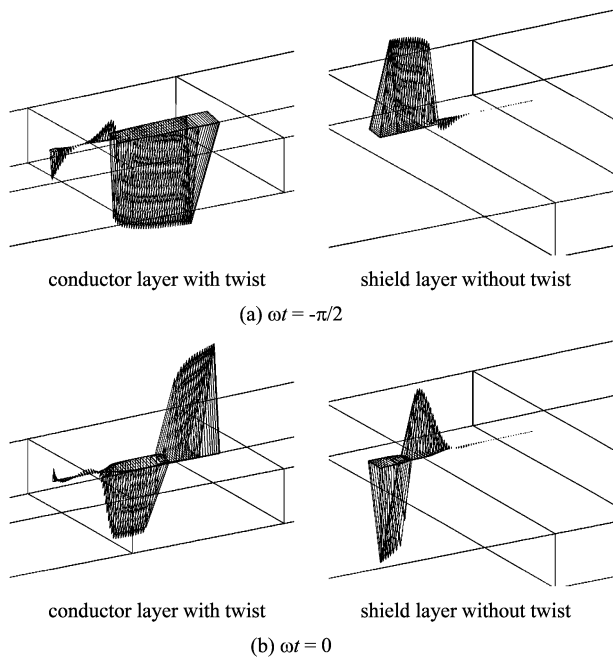 conductor layer with twist
shield layer without twist
(a) ωt = -π/2
conductor layer with twist
shield layer without twist
(b) ωt = 0